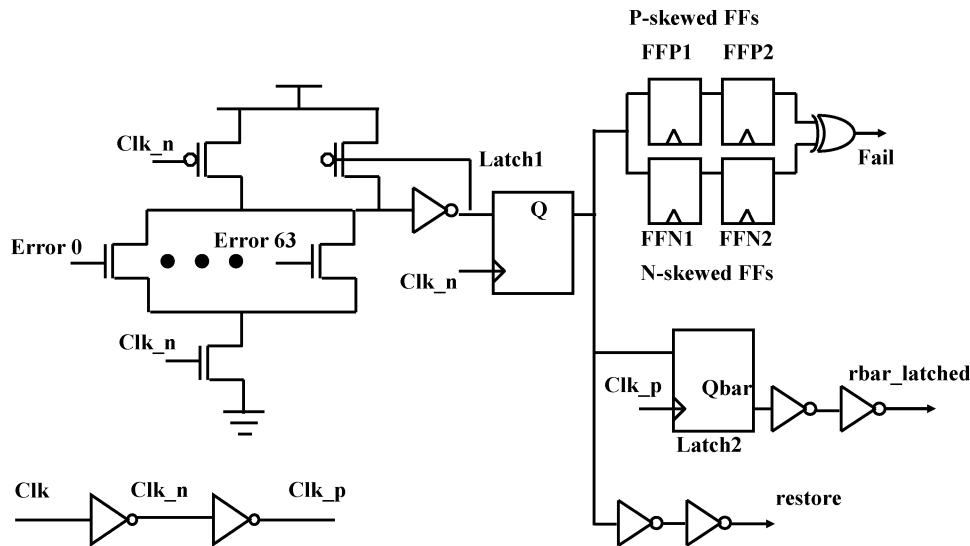 P-skewed FFs
FFP1 FFP2
Clk_n
Latch1
Fail
Q
Error 0
Error 63
FFN1 FFN2
Clk_n
N-skewed FFs
Clk_n
Clk_p
Qbar
rbar_latched
Latch2
Clk
Clk_n
Clk_p
restore